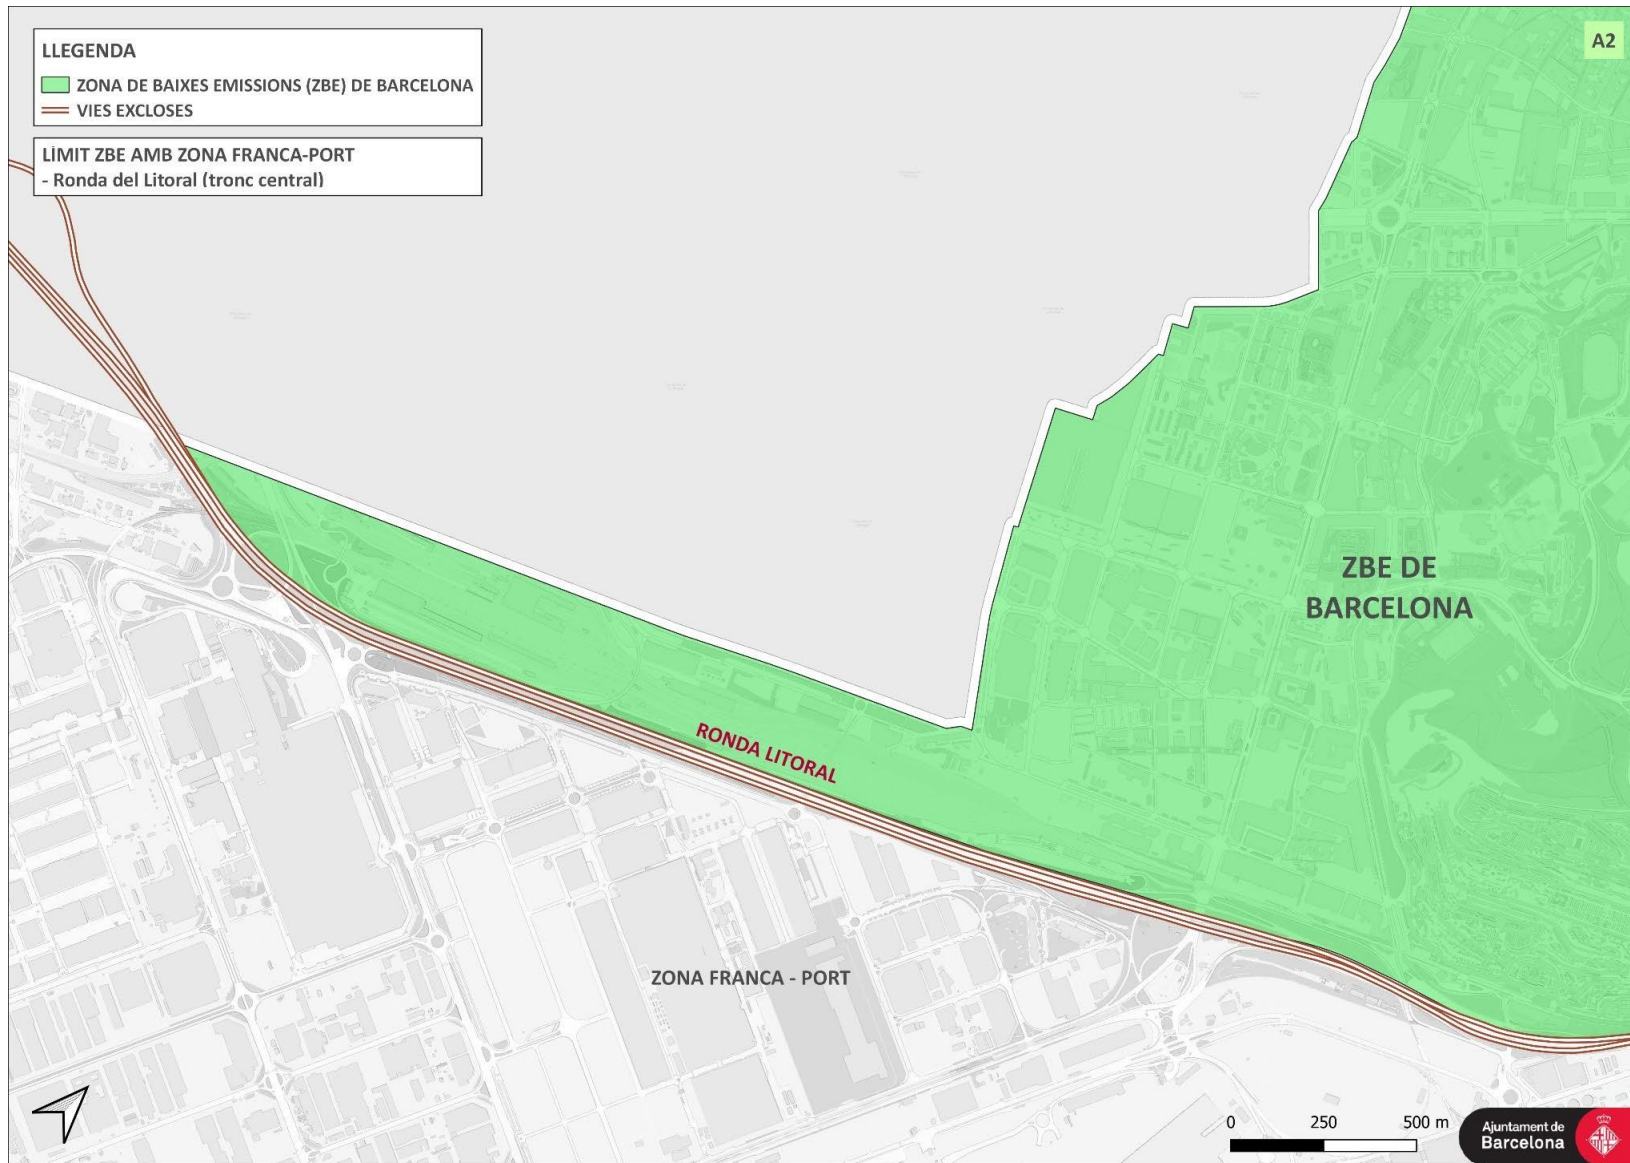 LLEGENDA
ZONA DE BAIXES EMISSIONS (ZBE) DE BARCELONA
VIES EXCLOSES
LÍMIT ZBE AMB ZONA FRANCA-PORT
- Ronda del Litoral (tronc central)
A2
ZBE DE
BARCELONA
RONDA LITORAL
ZONA FRANCA - PORT
0 250 500 m
Ajuntament de
Barcelona